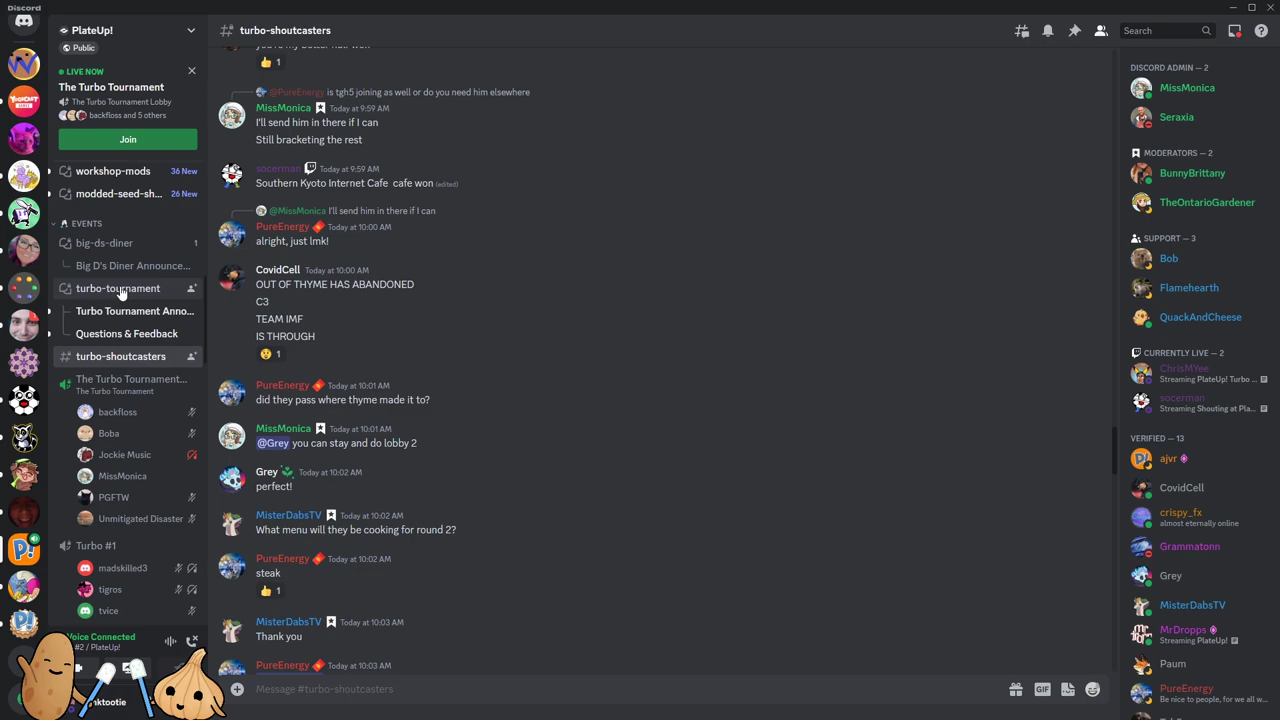 Discord
PlateUp!
Public
LIVE NOW
The Turbo Tournament
The Turbo Tournament Lobby
backfloss and 5 others
Join
workshop-mods 36 New
modded-seed-sh... 26 New
EVENTS
big-ds-diner 1
Big D's Diner Announce...
turbo-tournament
Turbo Tournament Anno...
Questions & Feedback
turbo-shoutcasters
The Turbo Tournament...
The Turbo Tournament
backfloss
Boba
Jockie Music
MissMonica
PGFTW
Unmitigated Disaster
Turbo #1
madskilled3
tigros
tvice
Voice Connected
#2 / PlateUp!
nktootie
turbo-shoutcasters
Search
1
@PureEnergy is tgh5 joining as well or do you need him elsewhere
MissMonica Today at 9:59 AM
I'll send him in there if I can
Still bracketing the rest
socerman Today at 9:59 AM
Southern Kyoto Internet Cafe cafe won (edited)
@MissMonica I'll send him in there if I can
PureEnergy Today at 10:00 AM
alright, just lmk!
CovidCell Today at 10:00 AM
OUT OF THYME HAS ABANDONED
C3
TEAM IMF
IS THROUGH
1
PureEnergy Today at 10:01 AM
did they pass where thyme made it to?
MissMonica Today at 10:01 AM
@Grey you can stay and do lobby 2
Grey Today at 10:02 AM
perfect!
MisterDabsTV Today at 10:02 AM
What menu will they be cooking for round 2?
PureEnergy Today at 10:02 AM
steak
1
MisterDabsTV Today at 10:03 AM
Thank you
PureEnergy Today at 10:03 AM
Message #turbo-shoutcasters
GIF
DISCORD ADMIN — 2
MissMonica
Seraxia
MODERATORS — 2
BunnyBrittany
TheOntarioGardener
SUPPORT — 3
Bob
Flamehearth
QuackAndCheese
CURRENTLY LIVE — 2
ChrisMYee
Streaming PlateUp! Turbo ...
socerman
Streaming Shouting at Pla...
VERIFIED — 13
ajvr
CovidCell
crispy_fx
almost eternally online
Grammatonn
Grey
MisterDabsTV
MrDropps
Streaming PlateUp!
Paum
PureEnergy
Be nice to people, for we all w...